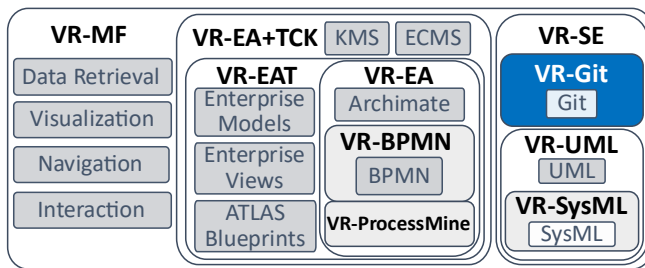 VR-MF
Data Retrieval
Visualization
Navigation
Interaction
VR-EA+TCK
KMS
ECMS
VR-EAT
Enterprise
Models
Enterprise
Views
ATLAS
Blueprints
VR-EA
Archimate
VR-BPMN
BPMN
VR-ProcessMine
VR-SE
VR-Git
Git
VR-UML
UML
VR-SysML
SysML